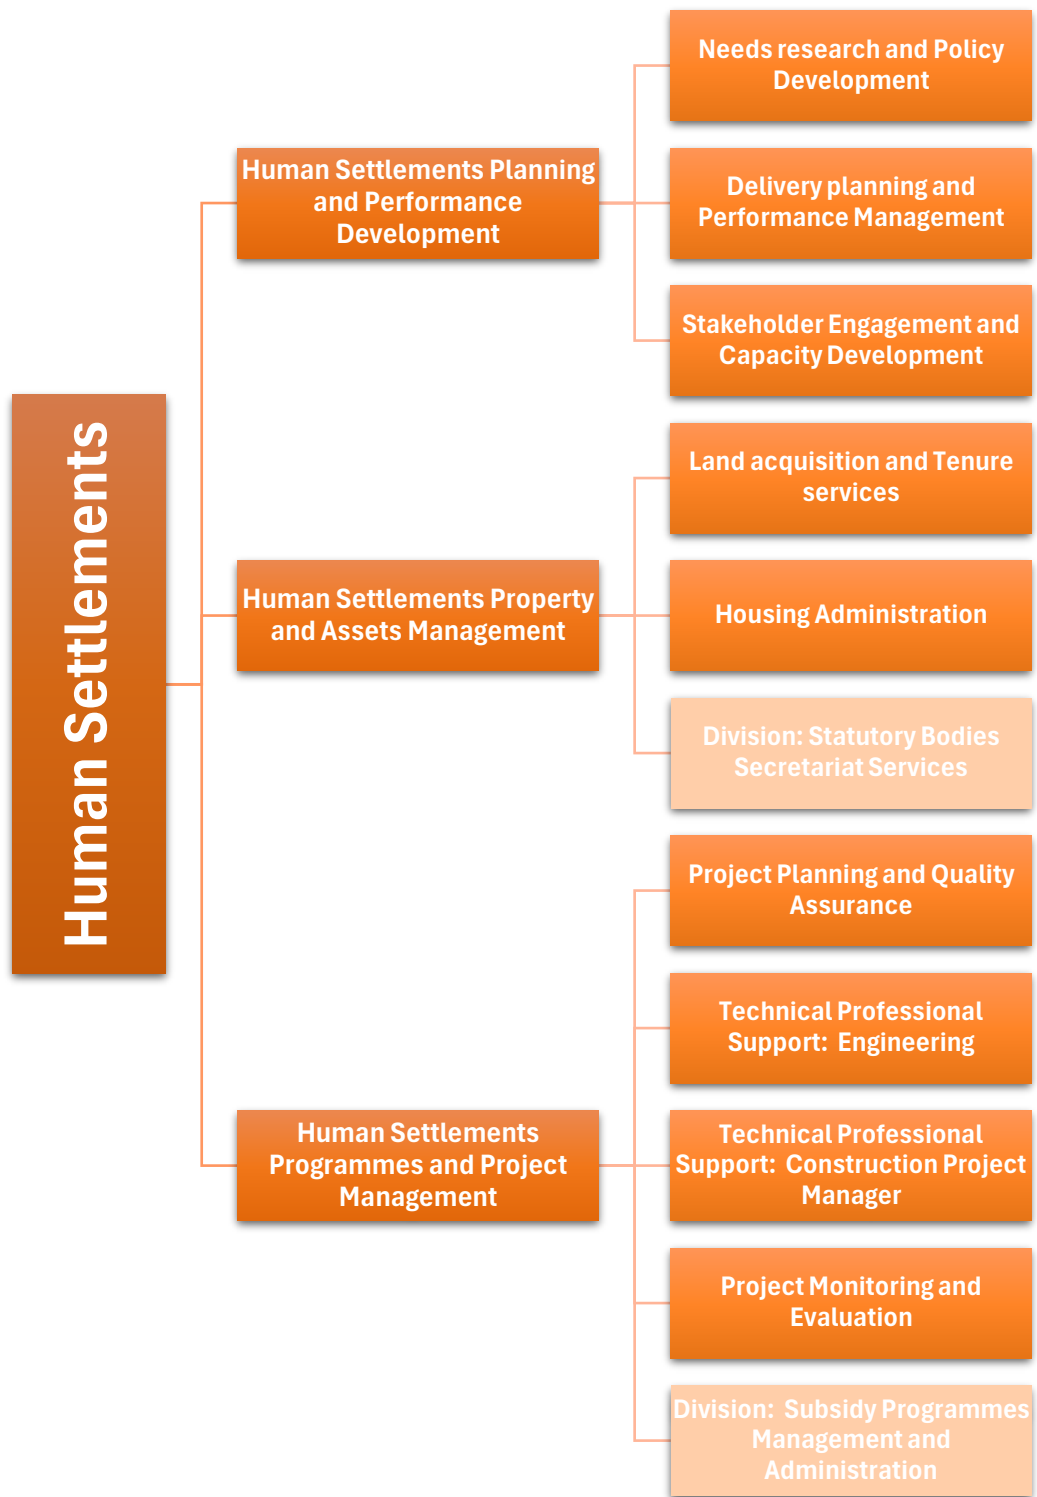 Human Settlements
Human Settlements Planning
and Performance
Development
Needs research and Policy
Development
Delivery planning and
Performance Management
Stakeholder Engagement and
Capacity Development
Human Settlements Property
and Assets Management
Land acquisition and Tenure
services
Housing Administration
Division: Statutory Bodies
Secretariat Services
Human Settlements
Programmes and Project
Management
Project Planning and Quality
Assurance
Technical Professional
Support:  Engineering
Technical Professional
Support:  Construction Project
Manager
Project Monitoring and
Evaluation
Division:  Subsidy Programmes
Management and
Administration